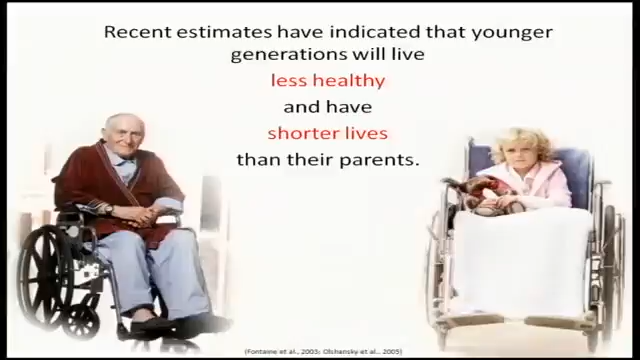 Recent estimates have indicated that younger
generations will live
less healthy
and have
shorter lives
than their parents.
(Fontaine et al., 2003; Olshansky et al., 2005)